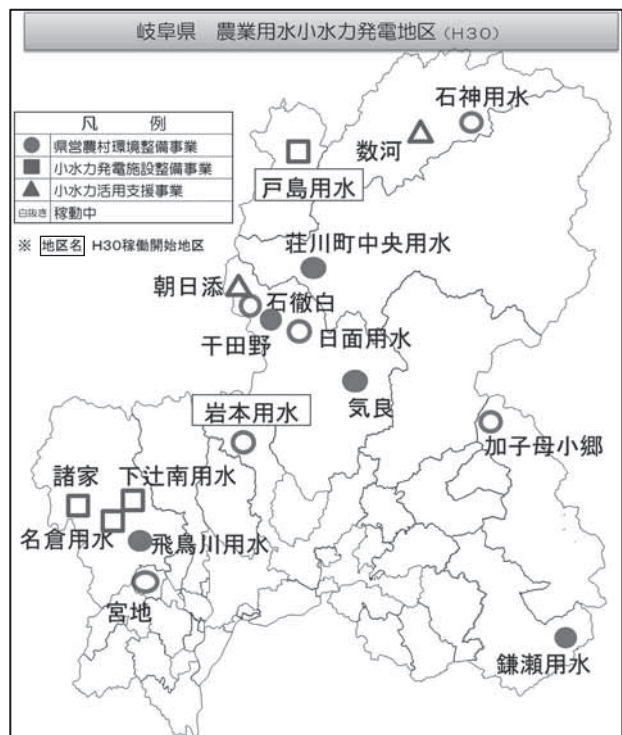 岐阜県 農業用水小水力発電地区(H30)
凡 例
県営農村環境整備事業
小水力発電施設整備事業
小水力活用支援事業
白抜き 稼動中
※ 地区名 H30稼働開始地区
石神用水
数河
戸島用水
荘川町中央用水
朝日添
石徹白
干田野
日面用水
気良
岩本用水
加子母小郷
諸家
下辻南用水
名倉用水
飛鳥川用水
宮地
鎌瀬用水